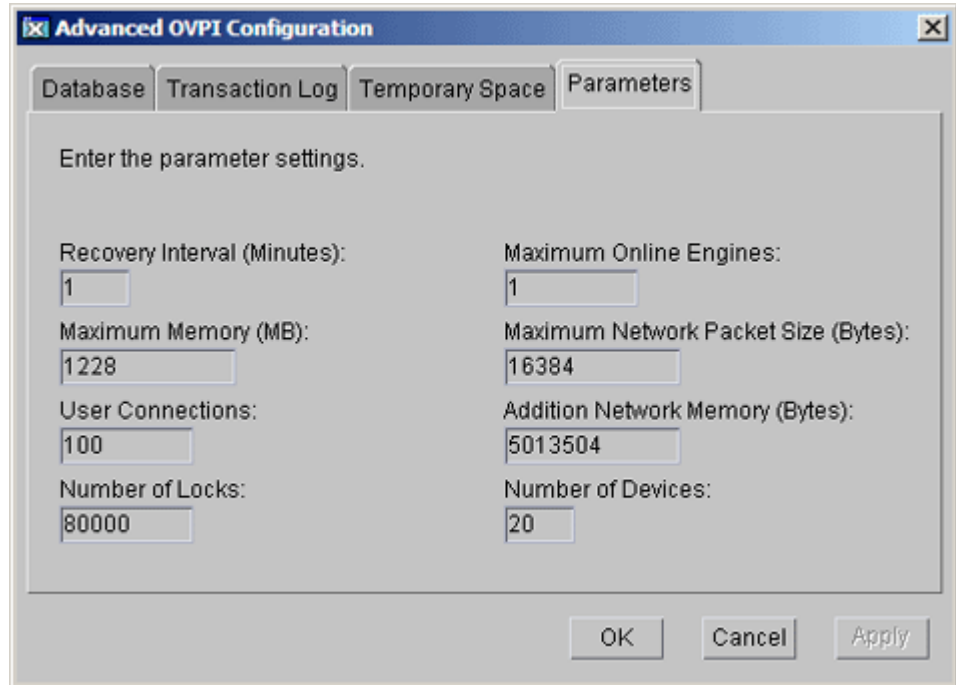 Advanced OVPI Configuration
Database Transaction Log Temporary Space Parameters
Enter the parameter settings.
Recovery Interval (Minutes):
1
Maximum Online Engines:
1
Maximum Memory (MB):
1228
Maximum Network Packet Size (Bytes):
16384
User Connections:
100
Addition Network Memory (Bytes):
5013504
Number of Locks:
80000
Number of Devices:
20
OK Cancel Apply